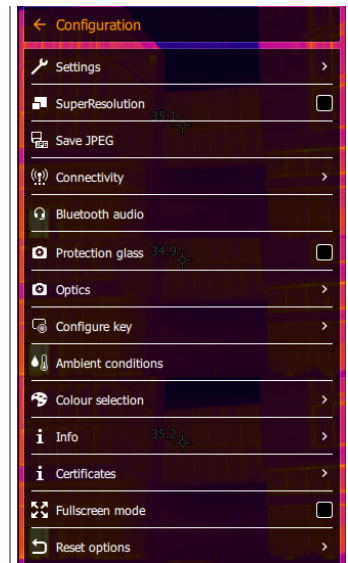 Configuration
Settings
SuperResolution
35.1
Save JPEG
Connectivity
Bluetooth audio
Protection glass
34.9
Optics
Configure key
Ambient conditions
Colour selection
Info
35.2
Certificates
Fullscreen mode
Reset options